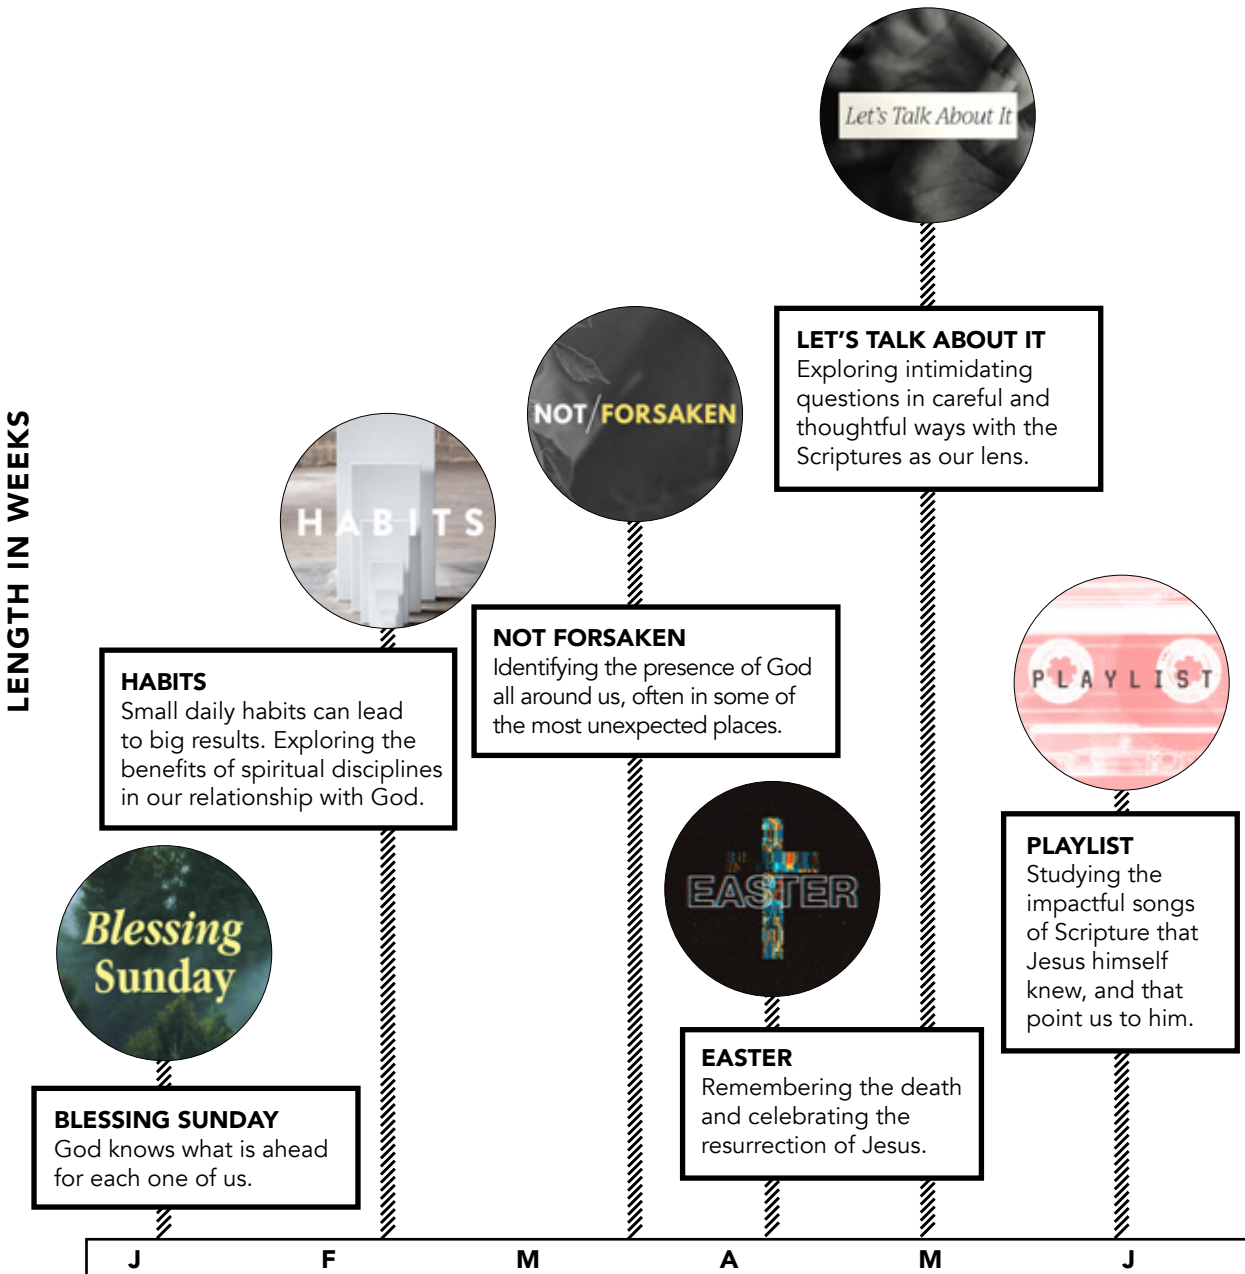 Let's Talk About It
LET’S TALK ABOUT IT
Exploring intimidating
questions in careful and
thoughtful ways with the
Scriptures as our lens.
NOT/FORSAKEN
NOT FORSAKEN
Identifying the presence of God
all around us, often in some of
the most unexpected places.
LENGTH IN WEEKS
HABITS
HABITS
Small daily habits can lead
to big results. Exploring the
benefits of spiritual disciplines
in our relationship with God.
PLAYLIST
PLAYLIST
Studying the
impactful songs
of Scripture that
Jesus himself
knew, and that
point us to him.
EASTER
EASTER
Remembering the death
and celebrating the
resurrection of Jesus.
Blessing
Sunday
BLESSING SUNDAY
God knows what is ahead
for each one of us.
J F M A M J